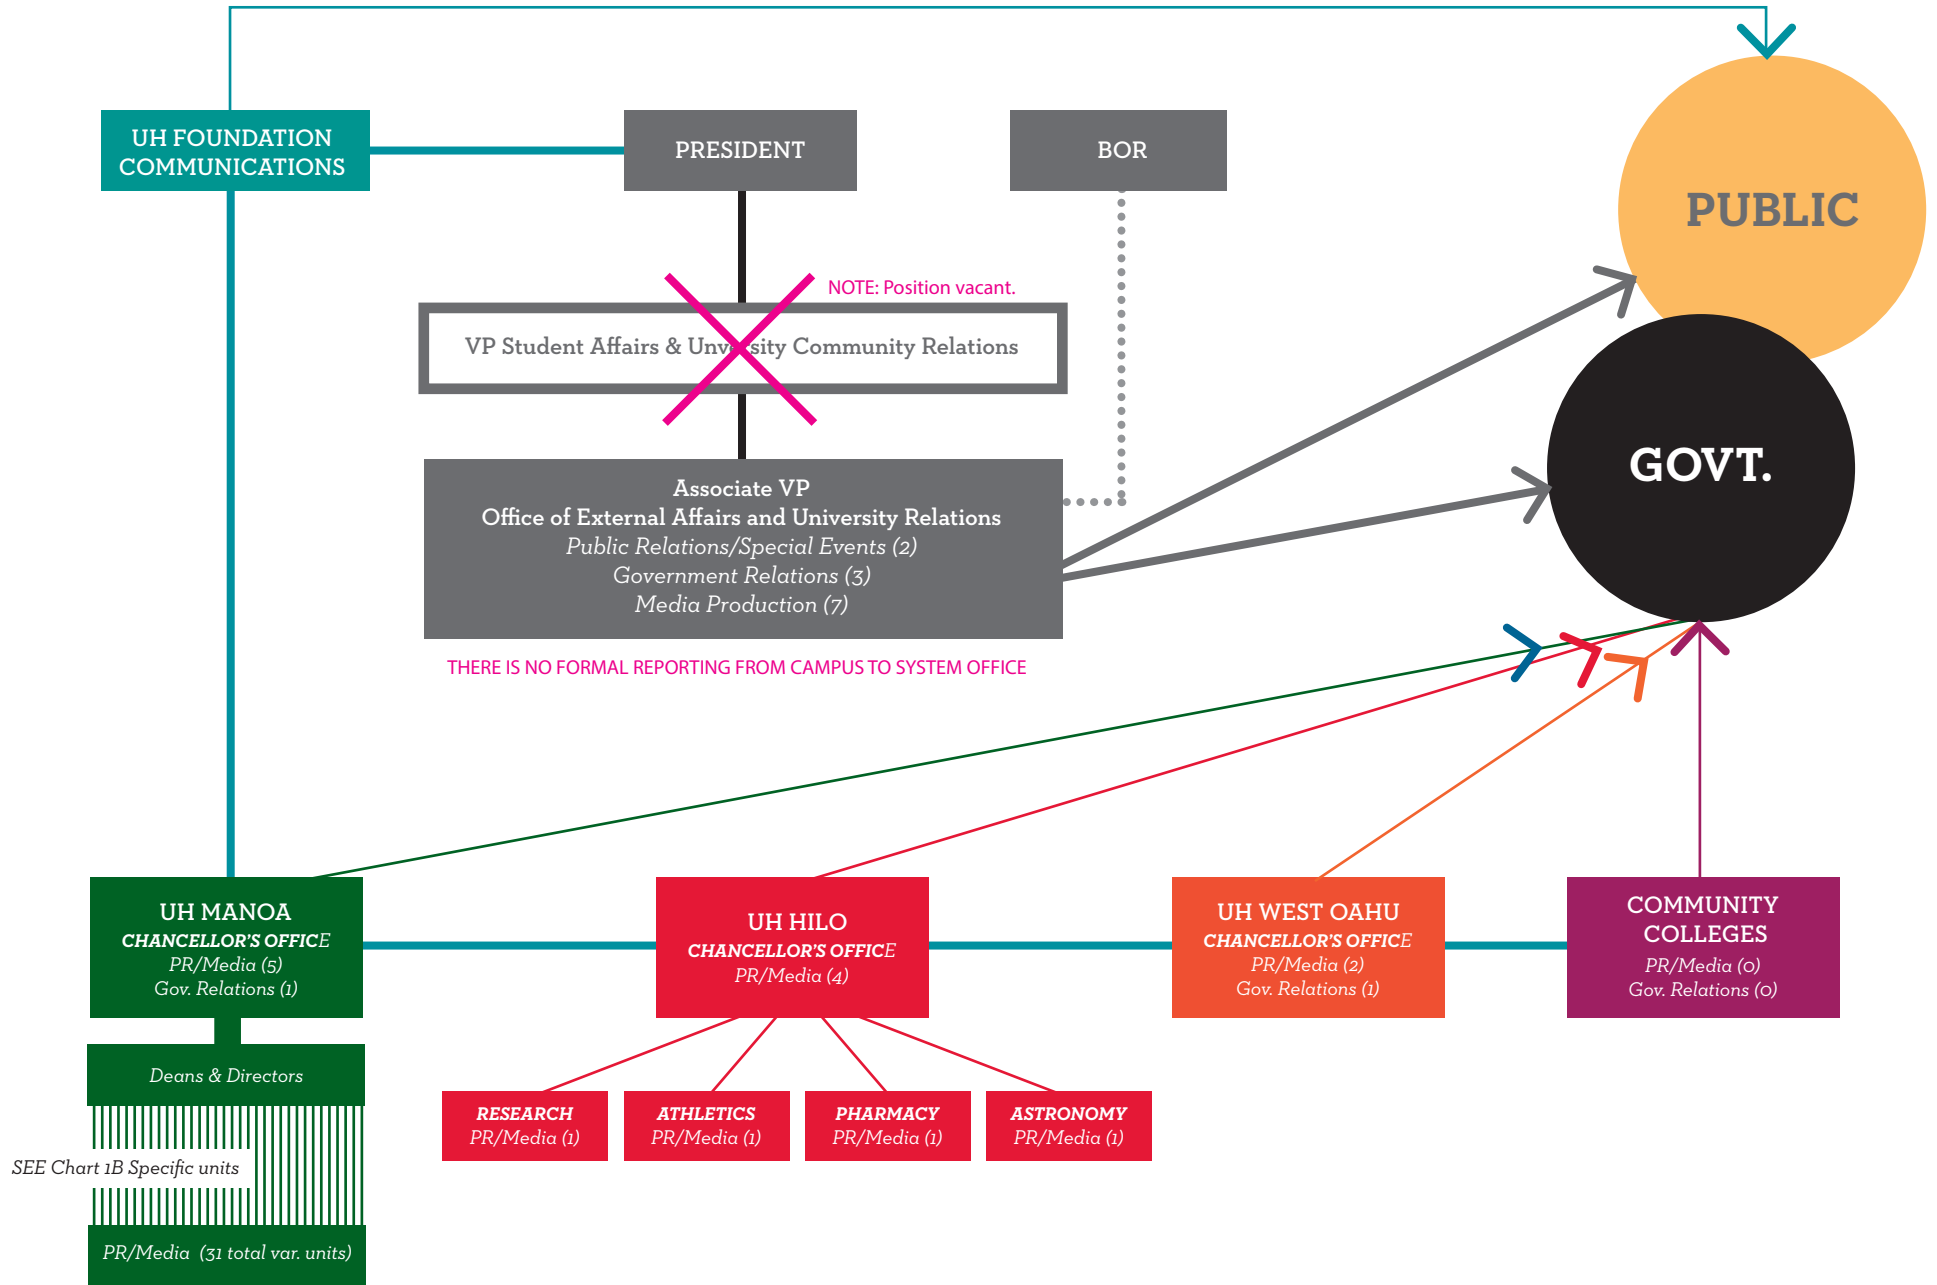 UH FOUNDATION
COMMUNICATIONS
PRESIDENT
BOR
PUBLIC
NOTE: Position vacant.
VP Student Affairs & Unversity Community Relations
GOVT.
Associate VP
Office of External Affairs and University Relations
Public Relations/Special Events (2)
Government Relations (3)
Media Production (7)
THERE IS NO FORMAL REPORTING FROM CAMPUS TO SYSTEM OFFICE
UH MANOA
CHANCELLOR'S OFFICE
PR/Media (5)
Gov. Relations (1)
UH HILO
CHANCELLOR'S OFFICE
PR/Media (4)
UH WEST OAHU
CHANCELLOR'S OFFICE
PR/Media (2)
Gov. Relations (1)
COMMUNITY
COLLEGES
PR/Media (0)
Gov. Relations (0)
Deans & Directors
RESEARCH
PR/Media (1)
ATHLETICS
PR/Media (1)
PHARMACY
PR/Media (1)
ASTRONOMY
PR/Media (1)
SEE Chart 1B Specific units
PR/Media (31 total var. units)